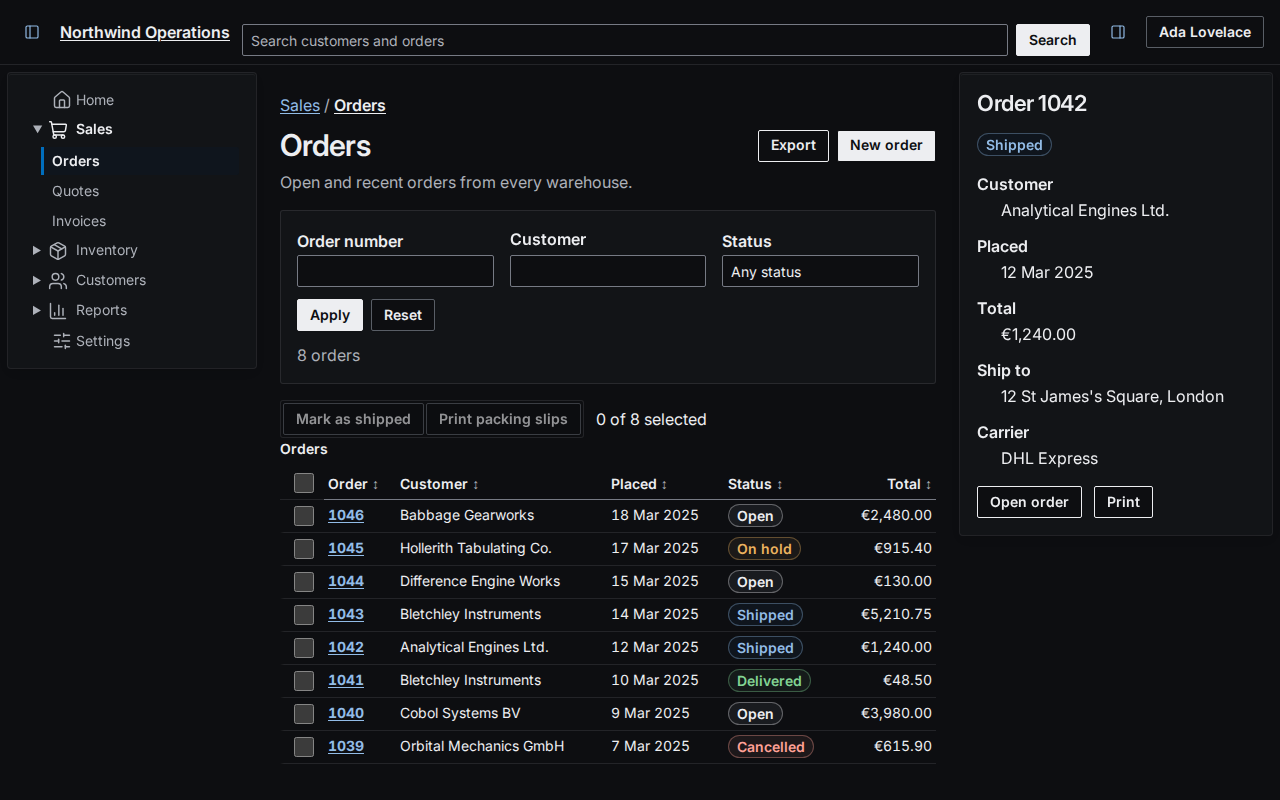 Northwind Operations
Search customers and orders
Search
Ada Lovelace
Home
Sales
Orders
Quotes
Invoices
Inventory
Customers
Reports
Settings
Sales / Orders
Orders
Export
New order
Open and recent orders from every warehouse.
Order number
Customer
Status
Any status
Apply
Reset
8 orders
Mark as shipped
Print packing slips
0 of 8 selected
Orders
Order ↕ Customer ↕ Placed ↕ Status ↕ Total ↕
1046 Babbage Gearworks 18 Mar 2025 Open €2,480.00
1045 Hollerith Tabulating Co. 17 Mar 2025 On hold €915.40
1044 Difference Engine Works 15 Mar 2025 Open €130.00
1043 Bletchley Instruments 14 Mar 2025 Shipped €5,210.75
1042 Analytical Engines Ltd. 12 Mar 2025 Shipped €1,240.00
1041 Bletchley Instruments 10 Mar 2025 Delivered €48.50
1040 Cobol Systems BV 9 Mar 2025 Open €3,980.00
1039 Orbital Mechanics GmbH 7 Mar 2025 Cancelled €615.90
Order 1042
Shipped
Customer
Analytical Engines Ltd.
Placed
12 Mar 2025
Total
€1,240.00
Ship to
12 St James's Square, London
Carrier
DHL Express
Open order
Print